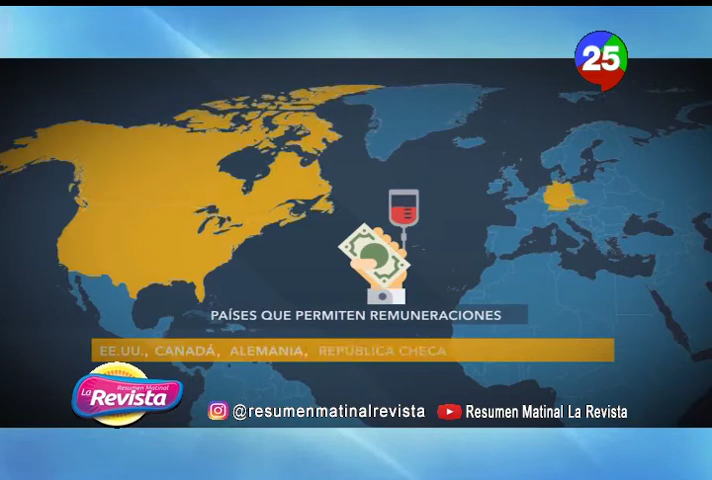 25
PAÍSES QUE PERMITEN REMUNERACIONES
EE.UU., CANADÁ, ALEMANIA, REPÚBLICA CHECA
Resumen Matinal
La Revista
@resumenmatinalrevista
Resumen Matinal La Revista